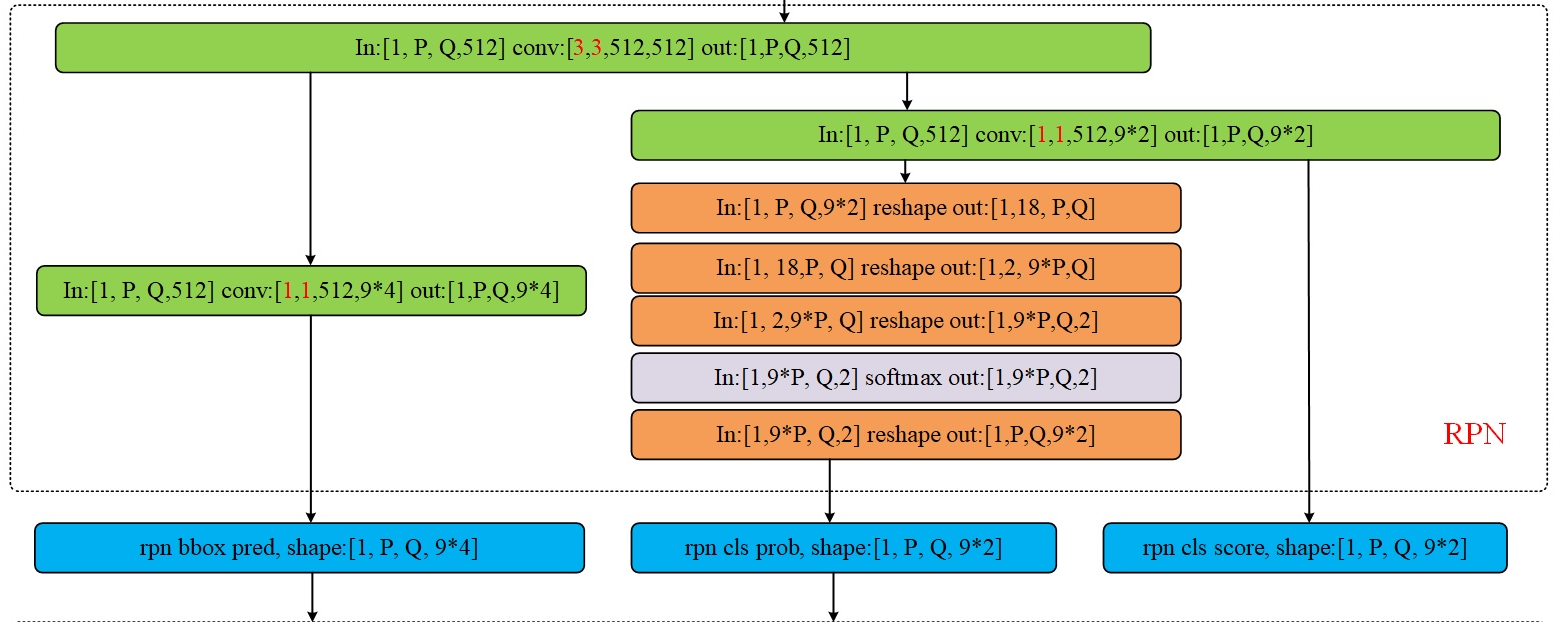 In:[1, P, Q,512] conv:[3,3,512,512] out:[1,P,Q,512]
In:[1, P, Q,512] conv:[1,1,512,9*2] out:[1,P,Q,9*2]
In:[1, P, Q,9*2] reshape out:[1,18, P,Q]
In:[1, 18,P, Q] reshape out:[1,2, 9*P,Q]
In:[1, P, Q,512] conv:[1,1,512,9*4] out:[1,P,Q,9*4]
In:[1, 2,9*P, Q] reshape out:[1,9*P,Q,2]
In:[1,9*P, Q,2] softmax out:[1,9*P,Q,2]
In:[1,9*P, Q,2] reshape out:[1,P,Q,9*2]
RPN
rpn bbox pred, shape:[1, P, Q, 9*4]
rpn cls prob, shape:[1, P, Q, 9*2]
rpn cls score, shape:[1, P, Q, 9*2]